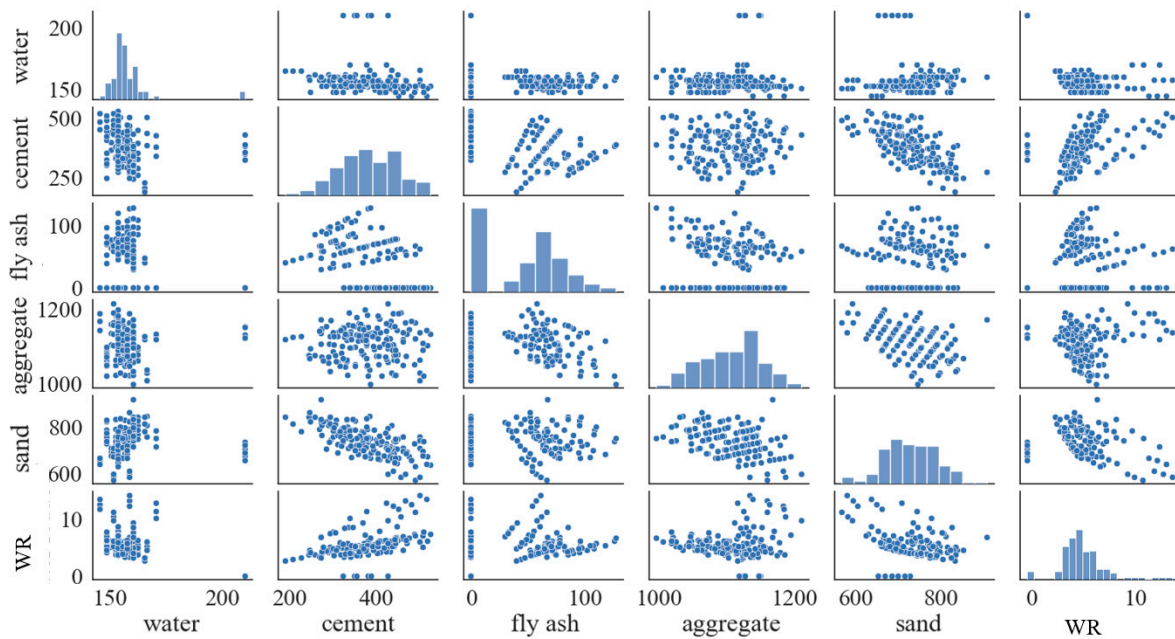 200
150
water
500
250
cement
100
0
fly ash
1200
1000
aggregate
800
600
sand
10
0
WR
150 200 200 400 0 100 1000 1200 600 800 0 10
water cement fly ash aggregate sand WR